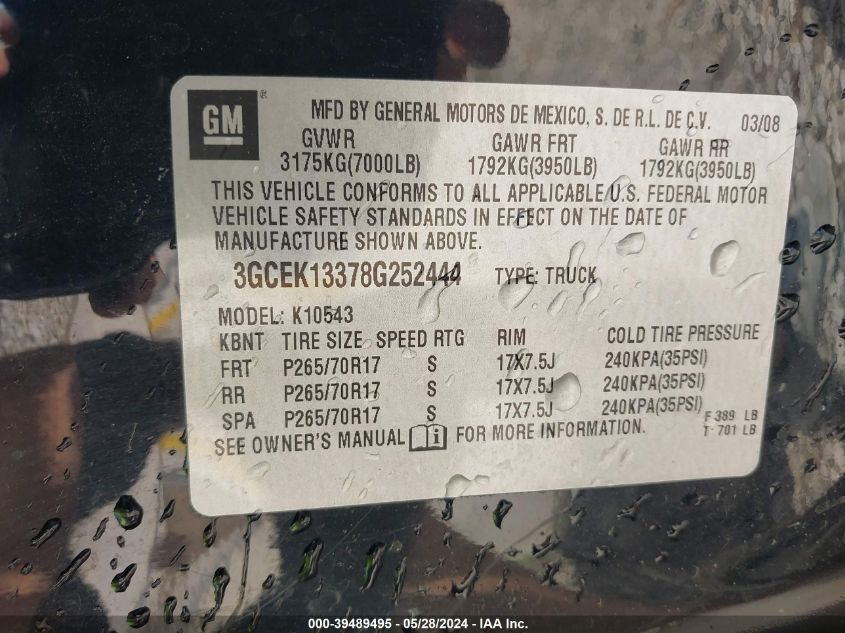 GM ®
MFD BY GENERAL MOTORS DE MEXICO, S. DE R.L. DE C.V. 03/08
GVWR GAWR FRT GAWR RR
3175KG(7000LB) 1792KG(3950LB) 1792KG(3950LB)
THIS VEHICLE CONFORMS TO ALL APPLICABLE U.S. FEDERAL MOTOR
VEHICLE SAFETY STANDARDS IN EFFECT ON THE DATE OF
MANUFACTURE SHOWN ABOVE.
3GCEK13378G252444 TYPE: TRUCK
MODEL: K10543
KBNT TIRE SIZE SPEED RTG RIM COLD TIRE PRESSURE
FRT P265/70R17 S 17X7.5J 240KPA(35PSI)
RR P265/70R17 S 17X7.5J 240KPA(35PSI)
SPA P265/70R17 S 17X7.5J 240KPA(35PSI) F 389 LB
SEE OWNER'S MANUAL FOR MORE INFORMATION. T 701 LB
000-39489495 - 05/28/2024 - IAA Inc.